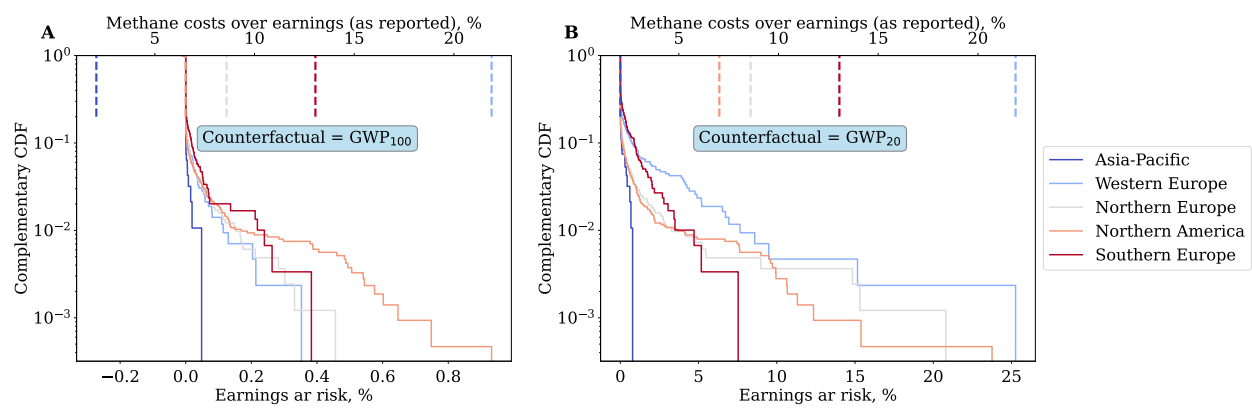 Methane costs over earnings (as reported), %
A
5 10 15 20
10⁰
10⁻¹
10⁻²
10⁻³
Complementary CDF
Counterfactual = GWP₁₀₀
−0.2 0.0 0.2 0.4 0.6 0.8
Earnings ar risk, %
Methane costs over earnings (as reported), %
B
5 10 15 20
10⁰
10⁻¹
10⁻²
10⁻³
Complementary CDF
Counterfactual = GWP₂₀
0 5 10 15 20 25
Earnings ar risk, %
Asia-Pacific
Western Europe
Northern Europe
Northern America
Southern Europe